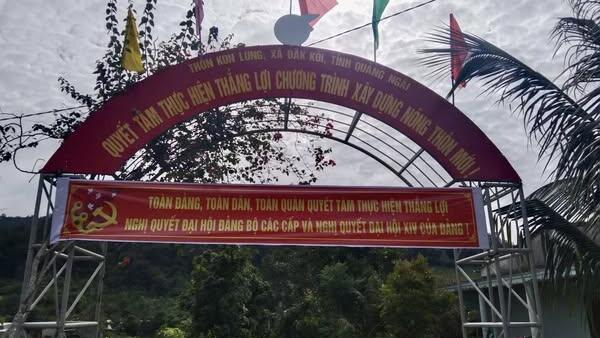 THÔN KON LŨNG, XÃ ĐĂK KÔI, TỈNH QUẢNG NGÃI
QUYẾT TÂM THỰC HIỆN THẮNG LỢI CHƯƠNG TRÌNH XÂY DỰNG NÔNG THÔN MỚI !
TOÀN ĐẢNG, TOÀN DÂN, TOÀN QUÂN QUYẾT TÂM THỰC HIỆN THẮNG LỢI
NGHỊ QUYẾT ĐẠI HỘI ĐẢNG BỘ CÁC CẤP VÀ NGHỊ QUYẾT ĐẠI HỘI XIV CỦA ĐẢNG !